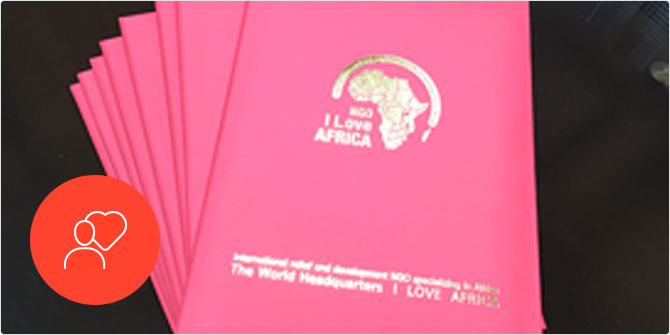 NGO
I Love
AFRICA
International relief and development NGO specializing in Africa
The World Headquarters I LOVE AFRICA